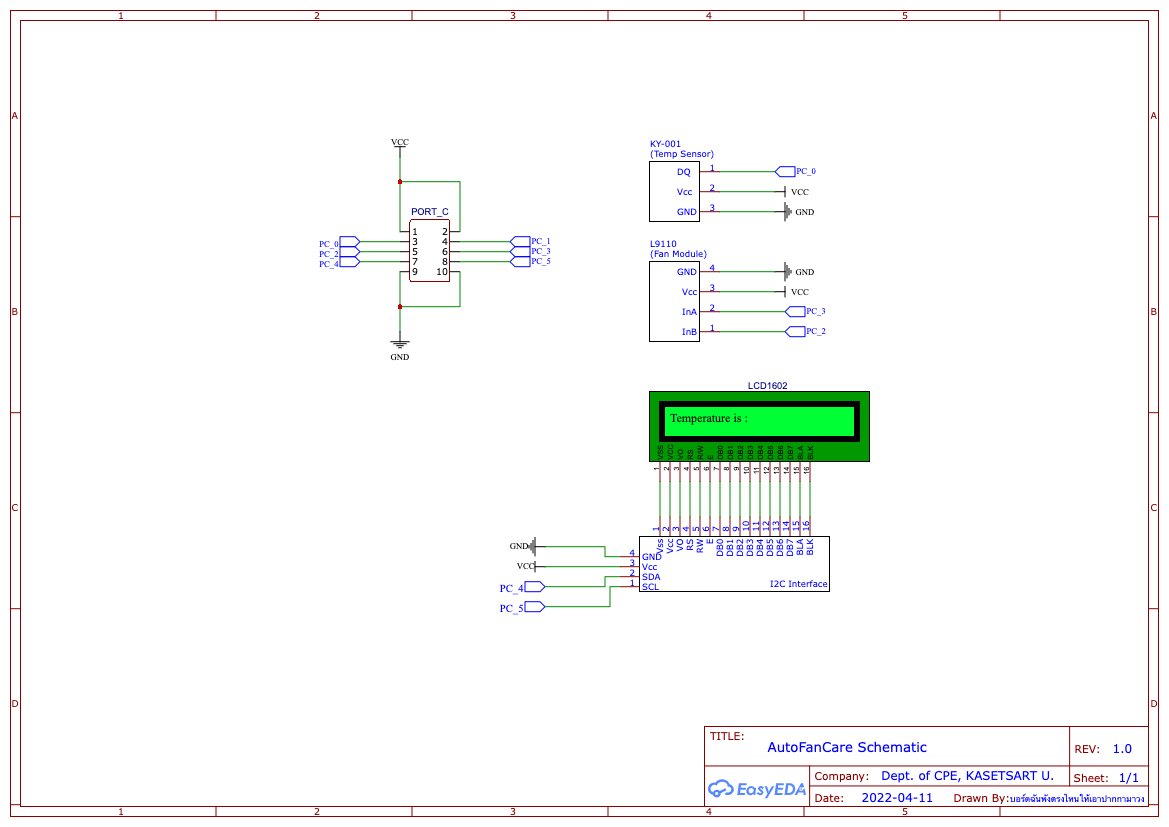 1 2 3 4 5
A A
VCC
KY-001
(Temp Sensor)
DQ 1 PC_0
Vcc 2 VCC
GND 3 GND
PORT_C
1 2
PC_0 3 4 PC_1
PC_2 5 6 PC_3
PC_4 7 8 PC_5
9 10
GND
L9110
(Fan Module)
GND 4 GND
Vcc 3 VCC
InA 2 PC_3
InB 1 PC_2
B B
LCD1602
Temperature is :
VSS VCC VO RS R/W E DB0 DB1 DB2 DB3 DB4 DB5 DB6 DB7 BLA BLK
1 2 3 4 5 6 7 8 9 10 11 12 13 14 15 16
C C
1 2 3 4 5 6 7 8 9 10 11 12 13 14 15 16
Vss Vcc VO RS RW E DB0 DB1 DB2 DB3 DB4 DB5 DB6 DB7 BLA BLK
GND 4 GND
VCC 3 Vcc
PC_4 2 SDA
PC_5 1 SCL
I2C Interface
D D
TITLE:
AutoFanCare Schematic
REV: 1.0
EasyEDA
Company: Dept. of CPE, KASETSART U.
Sheet: 1/1
Date: 2022-04-11
Drawn By: บอร์ดฉันพังตรงไหนให้เอาปากกามาวง
1 2 3 4 5